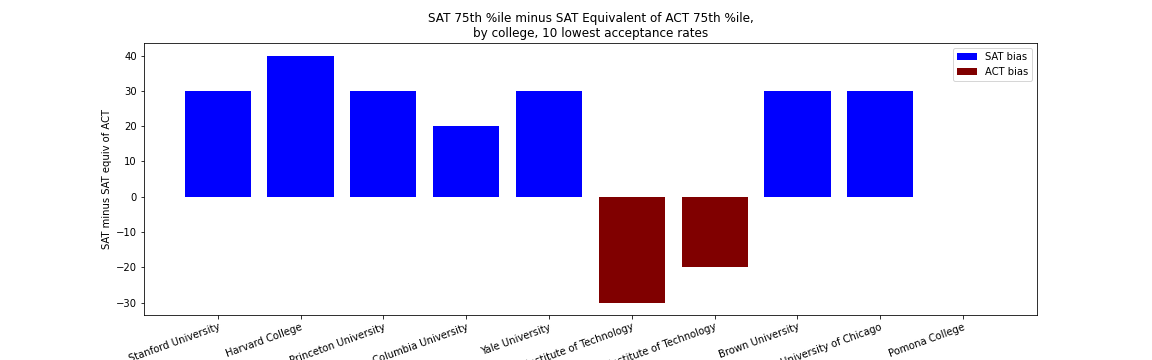 SAT 75th %ile minus SAT Equivalent of ACT 75th %ile,
by college, 10 lowest acceptance rates
SAT minus SAT equiv of ACT
40
30
20
10
0
−10
−20
−30
SAT bias
ACT bias
Stanford University
Harvard College
Princeton University
Columbia University
Yale University
stitute of Technology
stitute of Technology
Brown University
University of Chicago
Pomona College